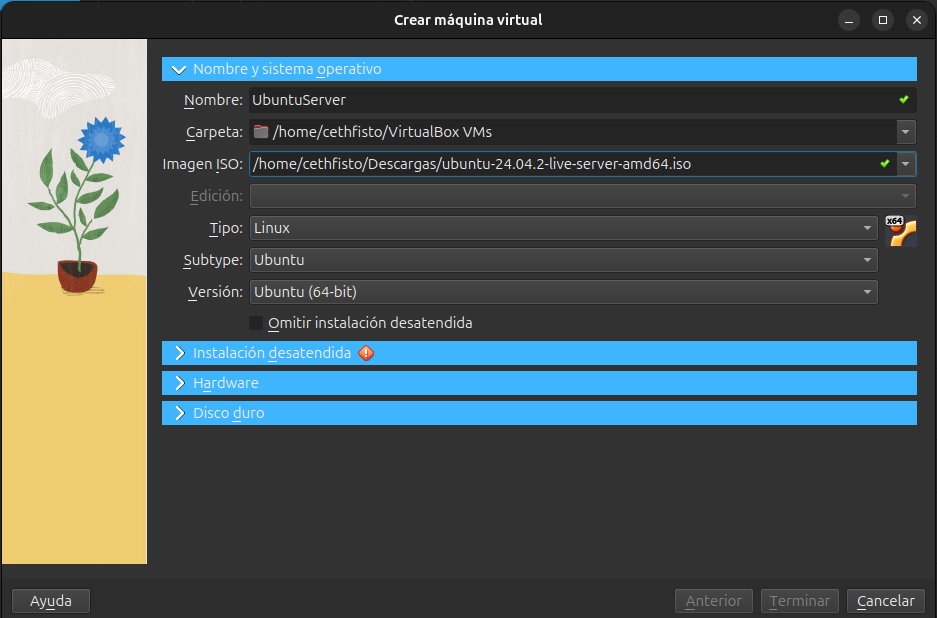 Crear máquina virtual
Nombre y sistema operativo
Nombre: UbuntuServer
Carpeta: /home/cethfisto/VirtualBox VMs
Imagen ISO: /home/cethfisto/Descargas/ubuntu-24.04.2-live-server-amd64.iso
Edición:
Tipo: Linux x64
Subtype: Ubuntu
Versión: Ubuntu (64-bit)
Omitir instalación desatendida
Instalación desatendida
Hardware
Disco duro
Ayuda Anterior Terminar Cancelar